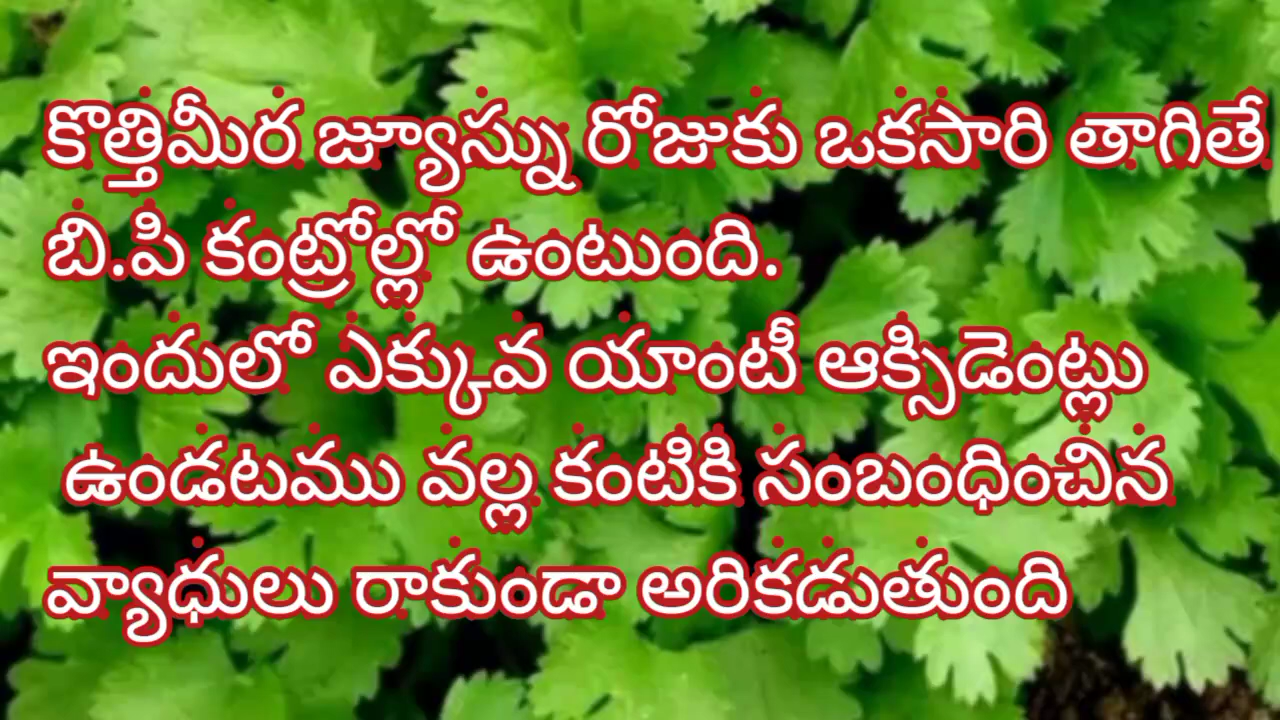 కొత్తిమీర జ్యూస్ను రోజుకు ఒకసారి తాగితే
బి.పి కంట్రోల్లో ఉంటుంది.
ఇందులో ఎక్కువ యాంటీ ఆక్సిడెంట్లు
ఉండటము వల్ల కంటికి సంబంధించిన
వ్యాధులు రాకుండా అరికడుతుంది